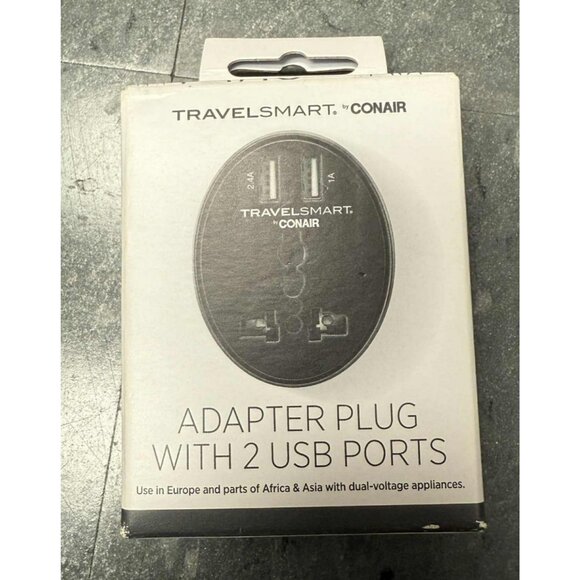 TRAVELSMART® by CONAIR
2.4A
1A
TRAVELSMART®
by CONAIR
ADAPTER PLUG
WITH 2 USB PORTS
Use in Europe and parts of Africa & Asia with dual-voltage appliances.